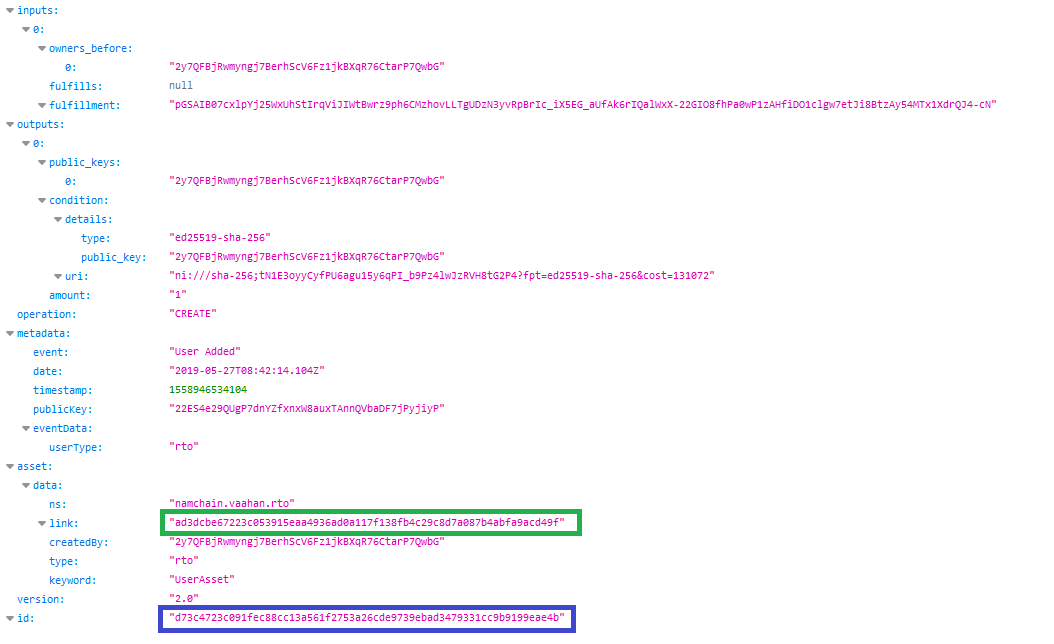 inputs:
0:
owners_before:
0: "2y7QFBjRwmyngj7BerhScV6Fz1jkBXqR76CtarP7QwbG"
fulfills: null
fulfillment: "pGSAIB07cxlpYj25WxUhStIrqViJIWtBwrz9ph6CMzhovLLTgUDzN3yvRpBrIc_iX5EG_aUfAk6rIQalWxX-22GIO8fhPa0wP1zAHfiDO1clgw7etJi8BtzAy54MTx1XdrQJ4-cN"
outputs:
0:
public_keys:
0: "2y7QFBjRwmyngj7BerhScV6Fz1jkBXqR76CtarP7QwbG"
condition:
details:
type: "ed25519-sha-256"
public_key: "2y7QFBjRwmyngj7BerhScV6Fz1jkBXqR76CtarP7QwbG"
uri: "ni:///sha-256;tN1E3oyyCyfPU6agu15y6qPI_b9Pz4lwJzRVH8tG2P4?fpt=ed25519-sha-256&cost=131072"
amount: "1"
operation: "CREATE"
metadata:
event: "User Added"
date: "2019-05-27T08:42:14.104Z"
timestamp: 1558946534104
publicKey: "22ES4e29QUgP7dnYZfxnxW8auxTAnnQVbaDF7jPyjiyP"
eventData:
userType: "rto"
asset:
data:
ns: "namchain.vaahan.rto"
link: "ad3dcbe67223c053915eaa4936ad0a117f138fb4c29c8d7a087b4abfa9acd49f"
createdBy: "2y7QFBjRwmyngj7BerhScV6Fz1jkBXqR76CtarP7QwbG"
type: "rto"
keyword: "UserAsset"
version: "2.0"
id: "d73c4723c091fec88cc13a561f2753a26cde9739ebad3479331cc9b9199eae4b"